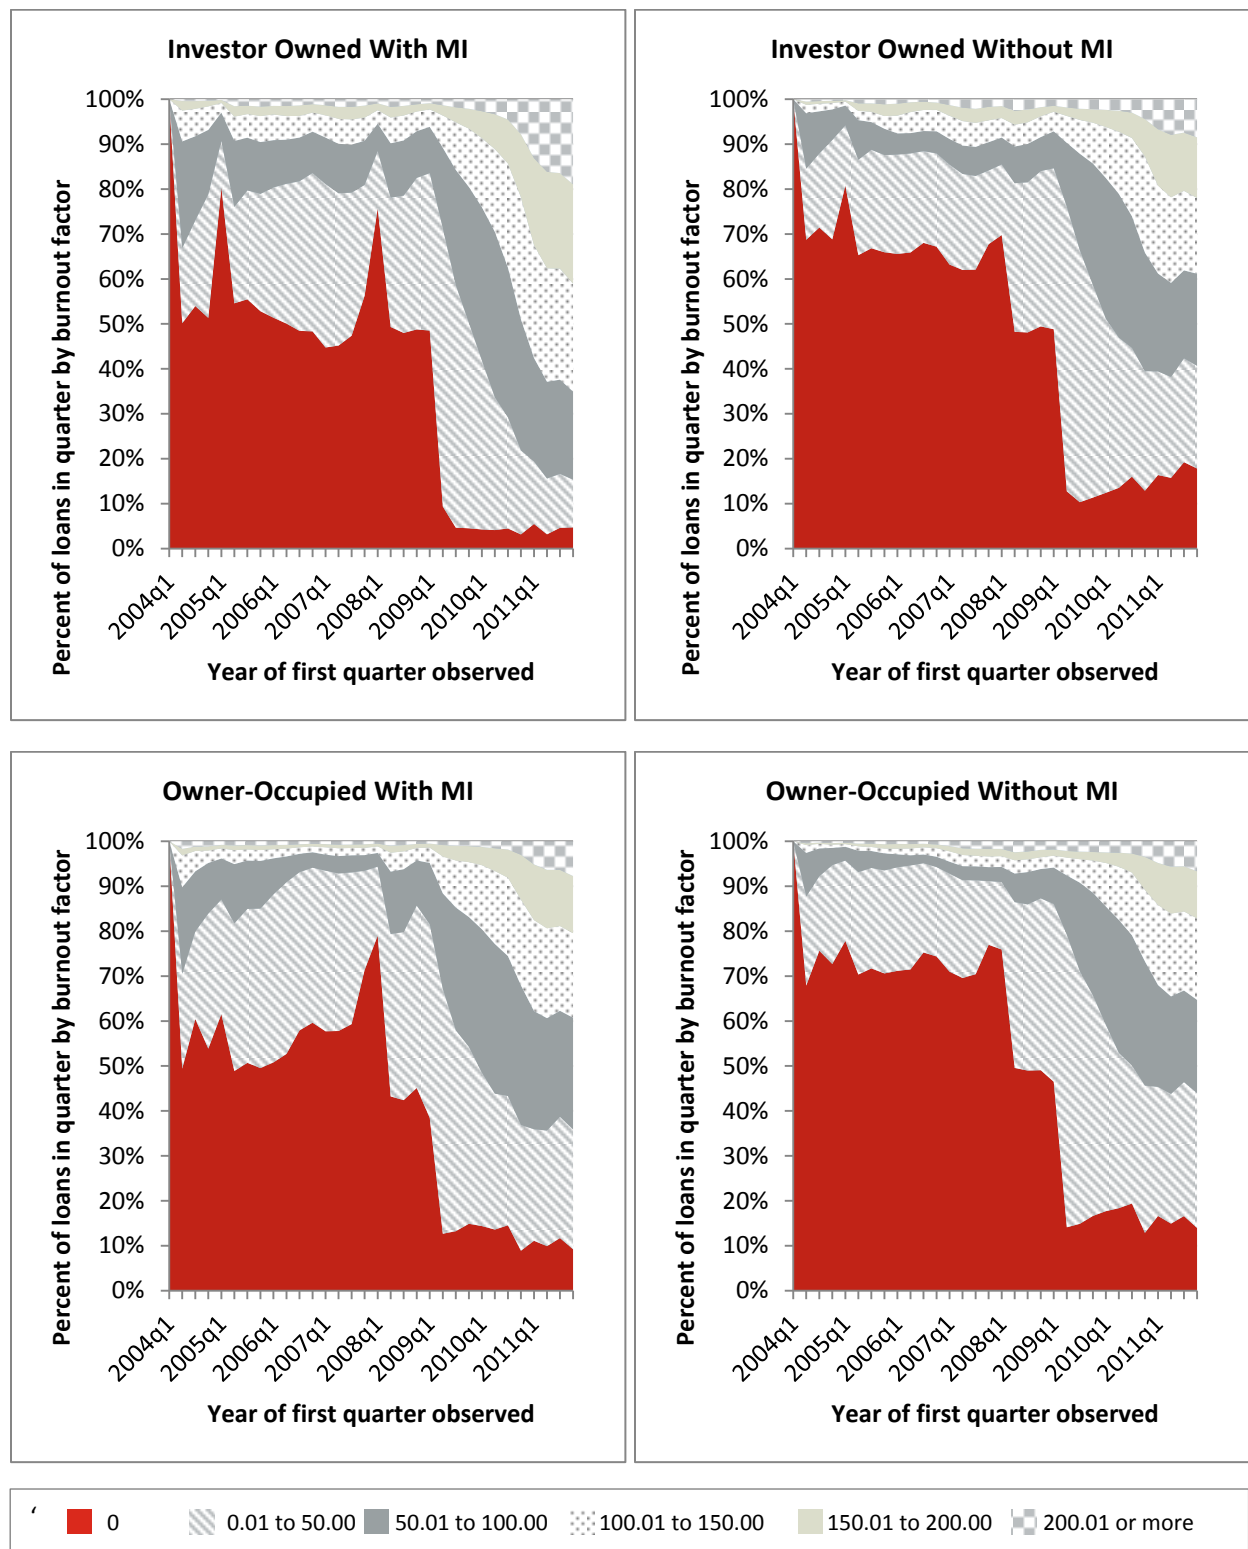 Investor Owned With MI
Percent of loans in quarter by burnout factor
100%
90%
80%
70%
60%
50%
40%
30%
20%
10%
0%
2004q1
2005q1
2006q1
2007q1
2008q1
2009q1
2010q1
2011q1
Year of first quarter observed
Investor Owned Without MI
Percent of loans in quarter by burnout factor
100%
90%
80%
70%
60%
50%
40%
30%
20%
10%
0%
2004q1
2005q1
2006q1
2007q1
2008q1
2009q1
2010q1
2011q1
Year of first quarter observed
Owner-Occupied With MI
Percent of loans in quarter by burnout factor
100%
90%
80%
70%
60%
50%
40%
30%
20%
10%
0%
2004q1
2005q1
2006q1
2007q1
2008q1
2009q1
2010q1
2011q1
Year of first quarter observed
Owner-Occupied Without MI
Percent of loans in quarter by burnout factor
100%
90%
80%
70%
60%
50%
40%
30%
20%
10%
0%
2004q1
2005q1
2006q1
2007q1
2008q1
2009q1
2010q1
2011q1
Year of first quarter observed
‘ 0 0.01 to 50.00 50.01 to 100.00 100.01 to 150.00 150.01 to 200.00 200.01 or more